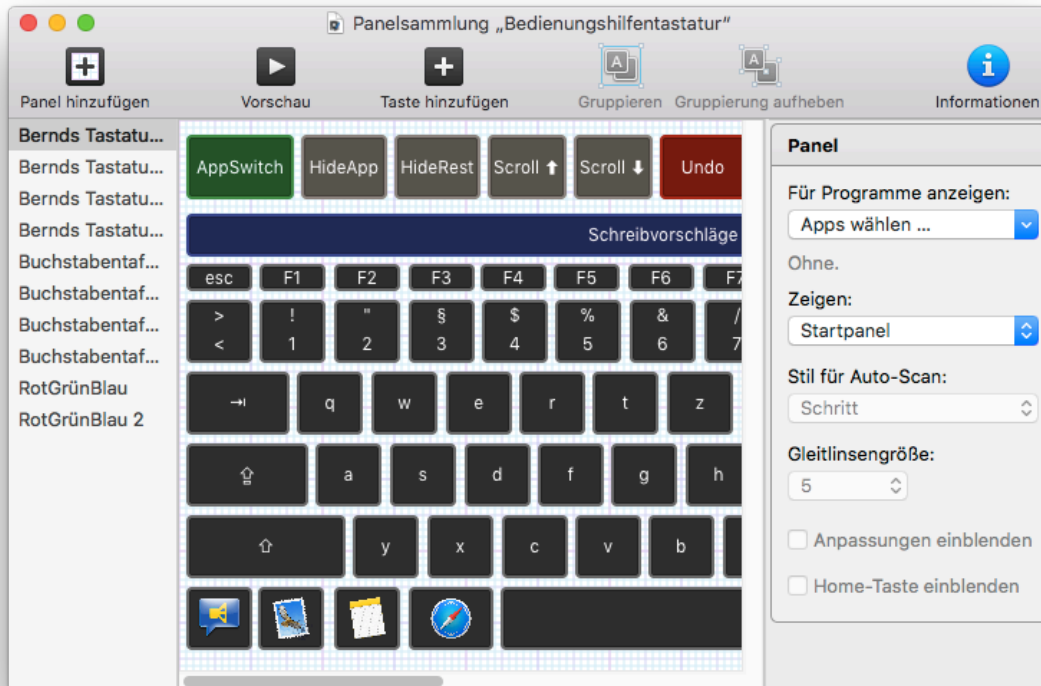 Panelsammlung „Bedienungshilfentastatur“
Panel hinzufügen Vorschau Taste hinzufügen Gruppieren Gruppierung aufheben Informationen
Bernds Tastatu...
Bernds Tastatu...
Bernds Tastatu...
Bernds Tastatu...
Buchstabentaf...
Buchstabentaf...
Buchstabentaf...
Buchstabentaf...
RotGrünBlau
RotGrünBlau 2
AppSwitch HideApp HideRest Scroll ⬆ Scroll ⬇ Undo
Schreibvorschläge
esc F1 F2 F3 F4 F5 F6 F7
> ! " § $ % & /
< 1 2 3 4 5 6 7
⇥ q w e r t z
⇪ a s d f g h
⇧ y x c v b
Panel
Für Programme anzeigen:
Apps wählen ...
Ohne.
Zeigen:
Startpanel
Stil für Auto-Scan:
Schritt
Gleitlinsengröße:
5
Anpassungen einblenden
Home-Taste einblenden